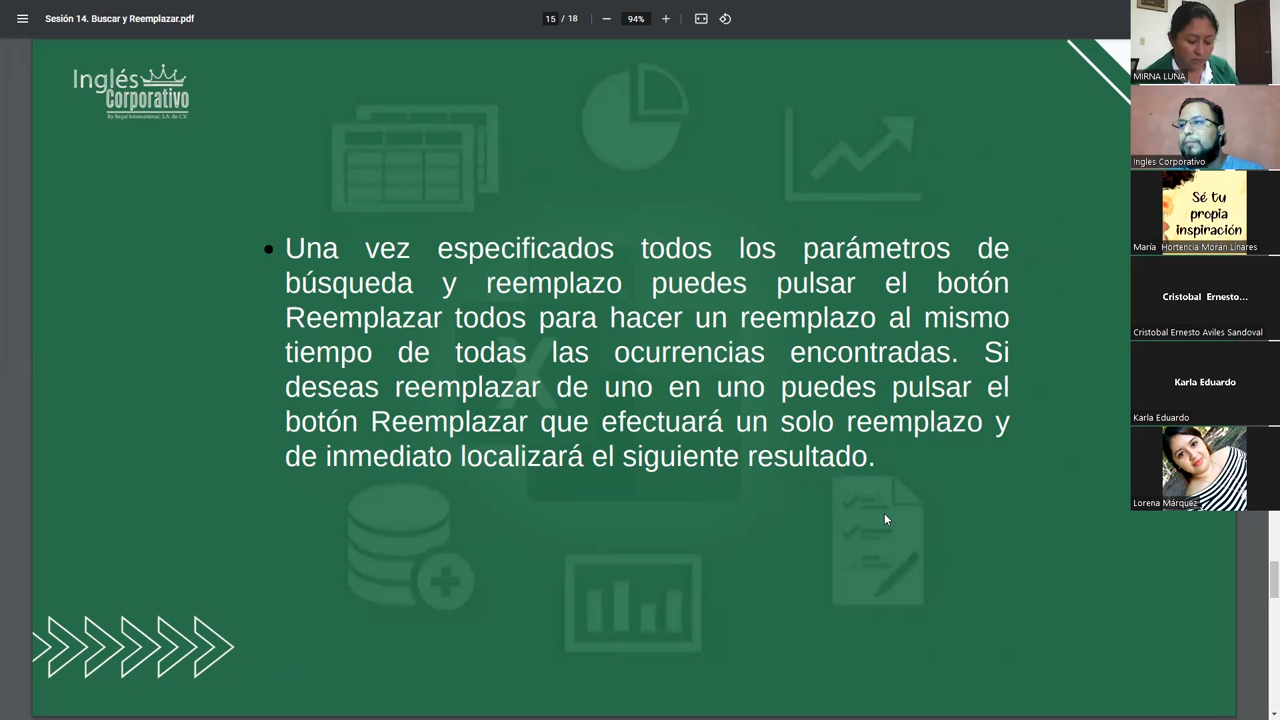 Sesión 14. Buscar y Reemplazar.pdf
15 / 18
94%
Inglés
Corporativo
By Regal International, S.A. de C.V.
Una vez especificados todos los parámetros de
búsqueda y reemplazo puedes pulsar el botón
Reemplazar todos para hacer un reemplazo al mismo
tiempo de todas las ocurrencias encontradas. Si
deseas reemplazar de uno en uno puedes pulsar el
botón Reemplazar que efectuará un solo reemplazo y
de inmediato localizará el siguiente resultado.
MIRNA LUNA
Ingles Corporativo
Sé tu
propia
inspiración
María Hortencia Morán Linares
Cristobal Ernesto...
Cristobal Ernesto Aviles Sandoval
Karla Eduardo
Karla Eduardo
Lorena Márquez